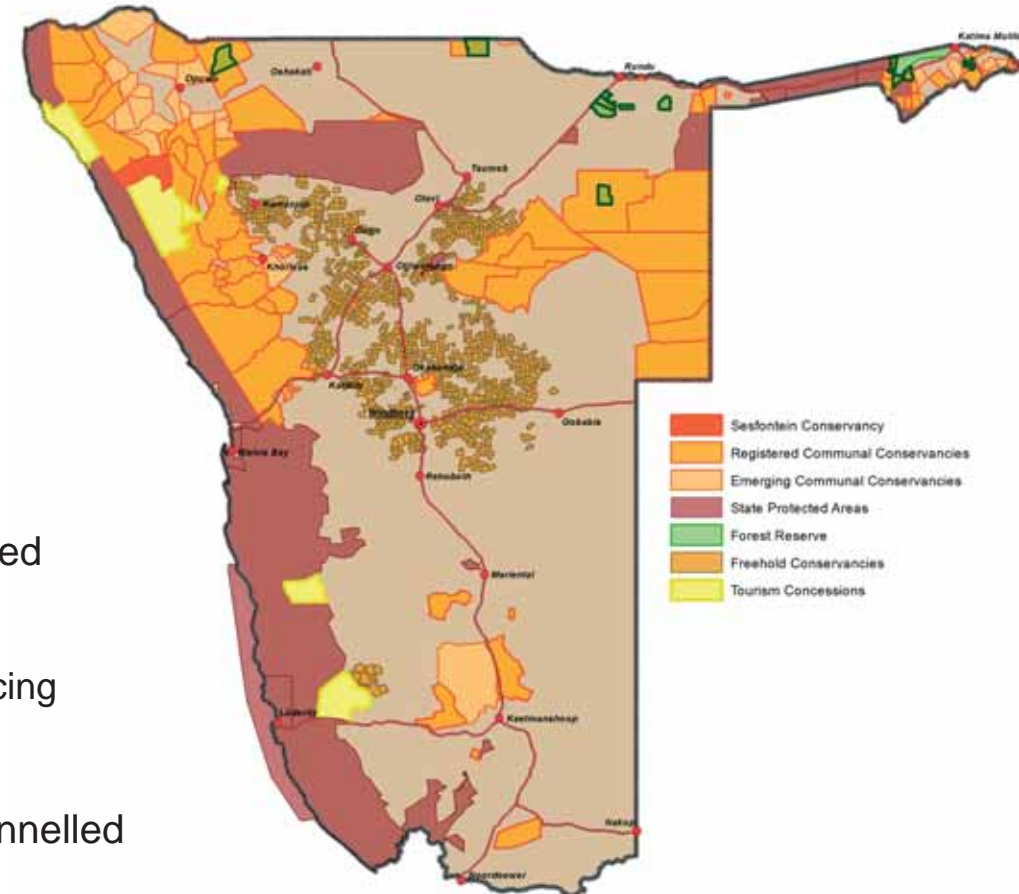 Katima Mulilo
Rundu
Opuwo
Oshakati
Tsumeb
Otavi
Kamanjab
Outjo
Khorixas
Otjiwarongo
Karibib
Okahandja
Windhoek
Gobabis
Walvis Bay
Rehoboth
Mariental
Luderitz
Keetmanshoop
Nakop
Noordoewer
Sesfontein Conservancy
Registered Communal Conservancies
Emerging Communal Conservancies
State Protected Areas
Forest Reserve
Freehold Conservancies
Tourism Concessions
ed
cing
nnelled